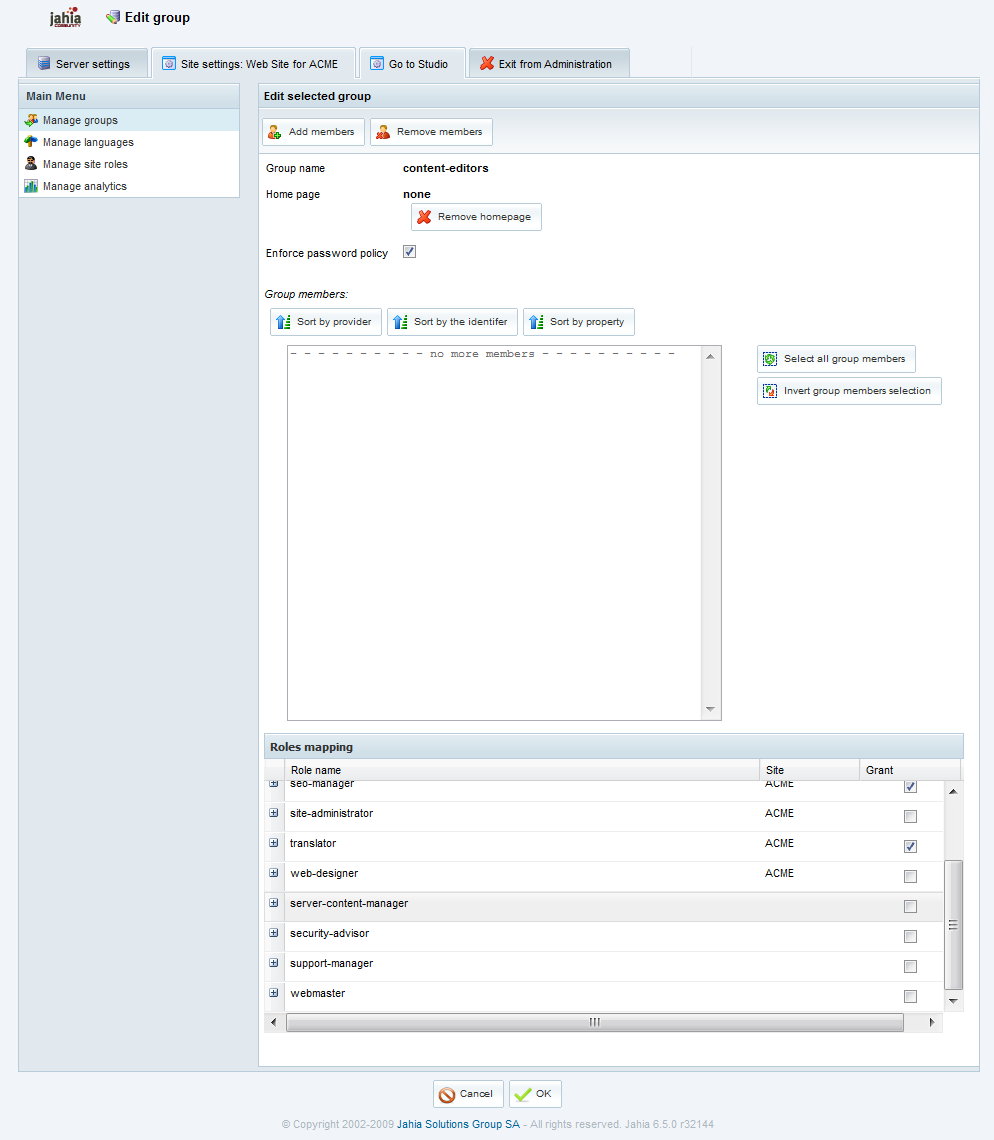 jahia
COMMUNITY
Edit group
Server settings
Site settings: Web Site for ACME
Go to Studio
Exit from Administration
Main Menu
Manage groups
Manage languages
Manage site roles
Manage analytics
Edit selected group
Add members
Remove members
Group name content-editors
Home page none
Remove homepage
Enforce password policy
Group members:
Sort by provider
Sort by the identifer
Sort by property
- - - - - - - - - - no more members - - - - - - - - - -
Select all group members
Invert group members selection
Roles mapping
Role name Site Grant
seo-manager ACME
site-administrator ACME
translator ACME
web-designer ACME
server-content-manager
security-advisor
support-manager
webmaster
Cancel
OK
© Copyright 2002-2009 Jahia Solutions Group SA - All rights reserved. Jahia 6.5.0 r32144